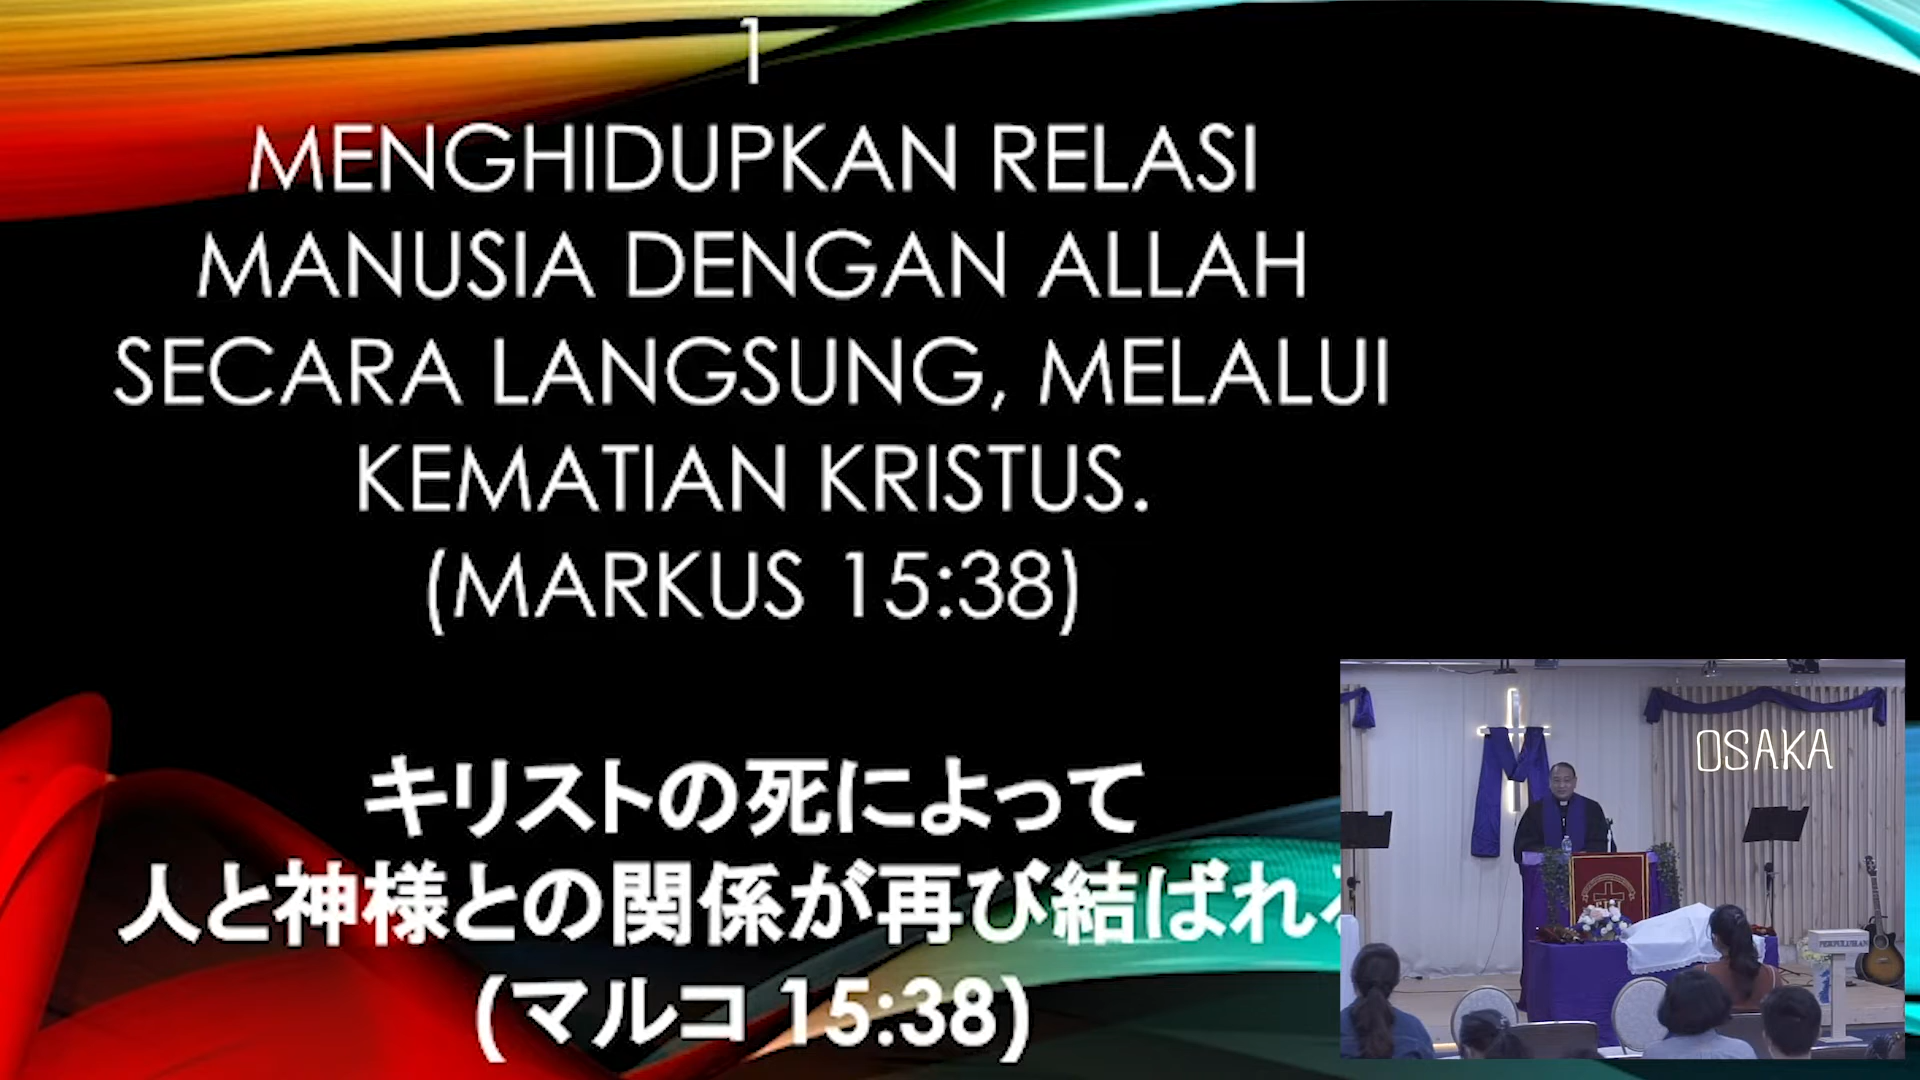 1
MENGHIDUPKAN RELASI
MANUSIA DENGAN ALLAH
SECARA LANGSUNG, MELALUI
KEMATIAN KRISTUS.
(MARKUS 15:38)
キリストの死によって
人と神様との関係が再び結ばれる
(マルコ 15:38)
OSAKA
PERPULUHAN